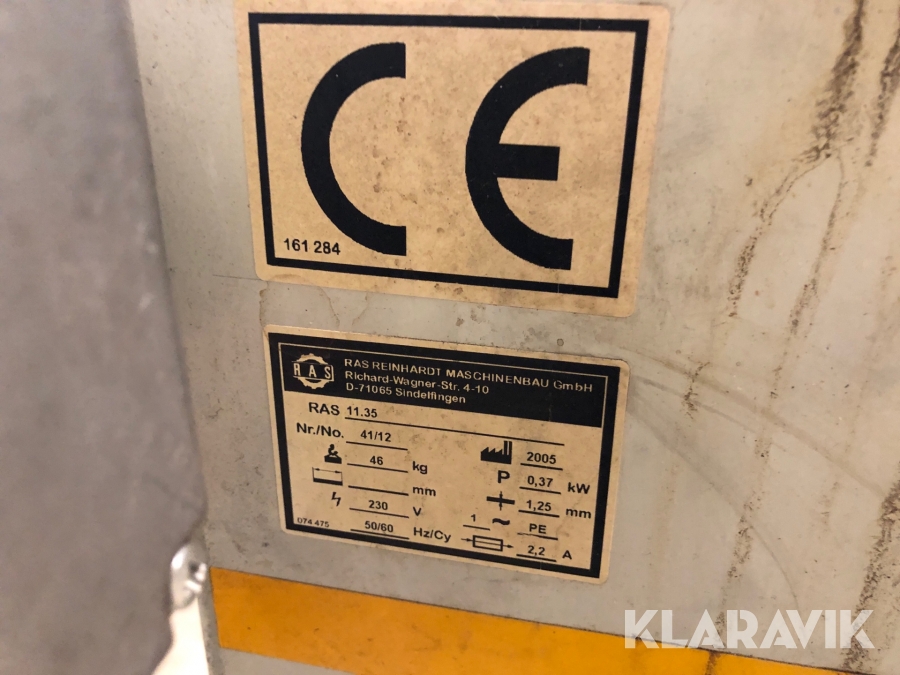 CE
161 284
RAS
RAS REINHARDT MASCHINENBAU GmbH
Richard-Wagner-Str. 4-10
D-71065 Sindelfingen
RAS 11.35
Nr./No. 41/12 2005
46 kg P 0,37 kW
mm 1,25 mm
230 V 1 ~ PE
074 475 50/60 Hz/Cy 2,2 A
KLARAVIK